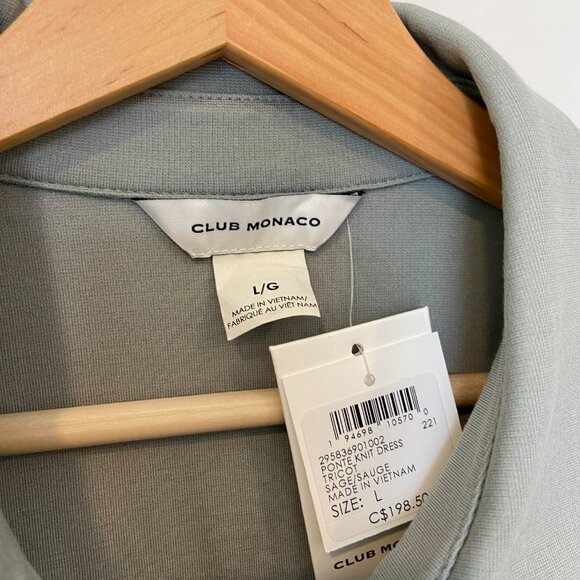 CLUB MONACO
L/G
MADE IN VIETNAM/
FABRIQUÉ AU VIÊT NAM
1 94698 10570 0
221
295836901002
PONTE KNIT DRESS
TRICOT
SAGE/SAUGE
MADE IN VIETNAM
SIZE: L
C$198.50
CLUB